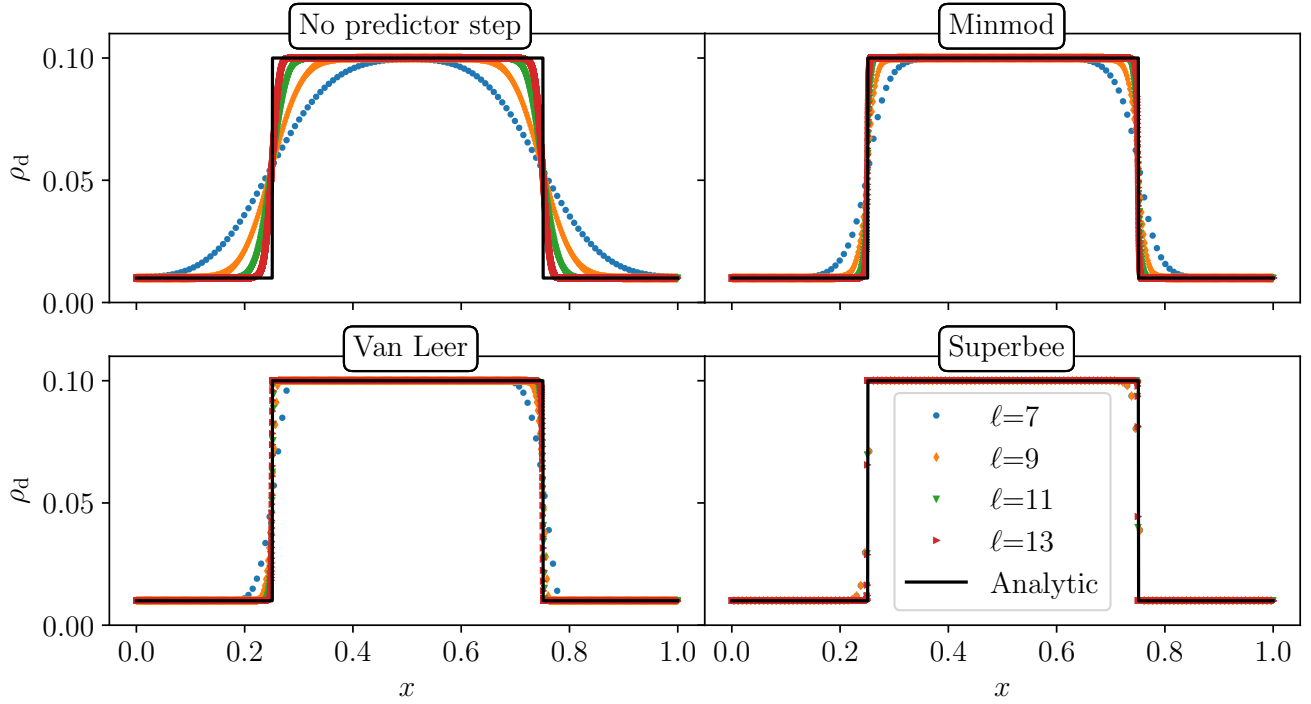 No predictor step
Minmod
0.10
0.05
0.00
ρd
Van Leer
Superbee
0.10
0.05
0.00
ρd
ℓ=7
ℓ=9
ℓ=11
ℓ=13
Analytic
0.0 0.2 0.4 0.6 0.8 1.0
0.0 0.2 0.4 0.6 0.8 1.0
x
x